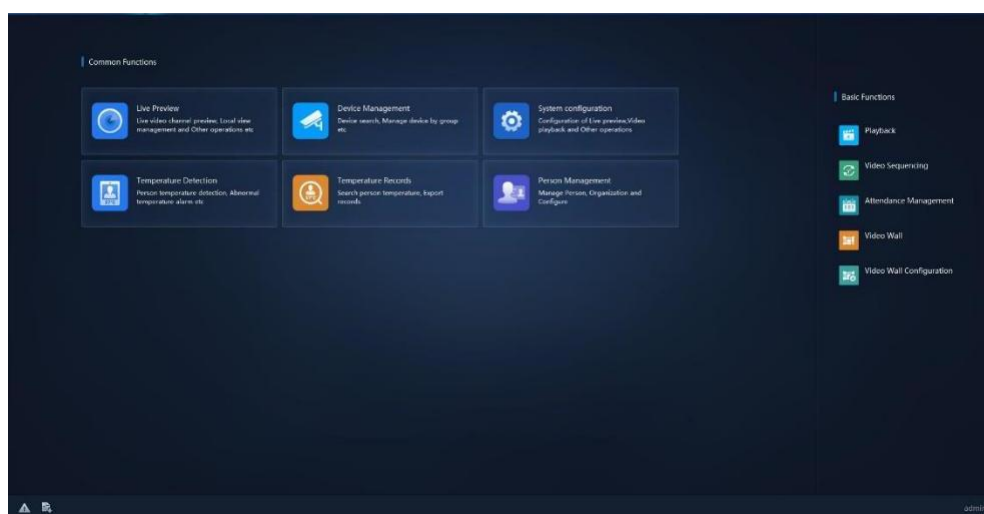 Common Functions
Live Preview
Live video channel preview; Local view
management and Other operations etc
Device Management
Device search, Manage device by group
etc
System configuration
Configuration of Live preview,Video
playback and Other operations
Temperature Detection
Person temperature detection, Abnormal
temperature alarm etc
Temperature Records
Search person temperature, Export
records
Person Management
Manage Person, Organization and
Configure
Basic Functions
Playback
Video Sequencing
Attendance Management
Video Wall
Video Wall Configuration
admin